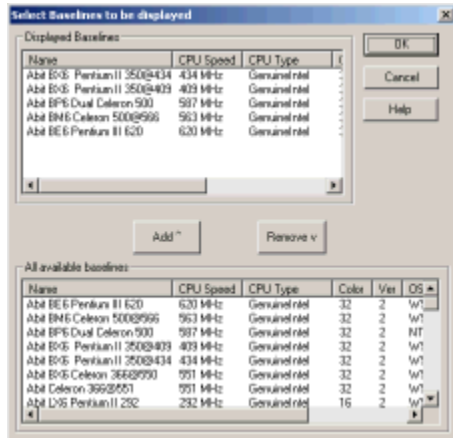 Select Baselines to be displayed
Displayed Baselines
Name CPU Speed CPU Type
Abit BX6 Pentium II 350@434 434 MHz GenuineIntel
Abit BX6 Pentium II 350@409 409 MHz GenuineIntel
Abit BP6 Dual Celeron 500 587 MHz GenuineIntel
Abit BM6 Celeron 500@566 563 MHz GenuineIntel
Abit BE6 Pentium III 620 620 MHz GenuineIntel
OK
Cancel
Help
Add ^
Remove v
All available baselines
Name CPU Speed CPU Type Color Ver OS
Abit BE6 Pentium III 620 620 MHz GenuineIntel 32 2
Abit BM6 Celeron 500@566 563 MHz GenuineIntel 32 2
Abit BP6 Dual Celeron 500 587 MHz GenuineIntel 32 2 NT
Abit BX6 Pentium II 350@409 409 MHz GenuineIntel 32 2
Abit BX6 Pentium II 350@434 434 MHz GenuineIntel 32 2
Abit BX6 Celeron 366@550 551 MHz GenuineIntel 32 2
Abit Celeron 366@551 551 MHz GenuineIntel 32 2
Abit LX6 Pentium II 292 292 MHz GenuineIntel 16 2